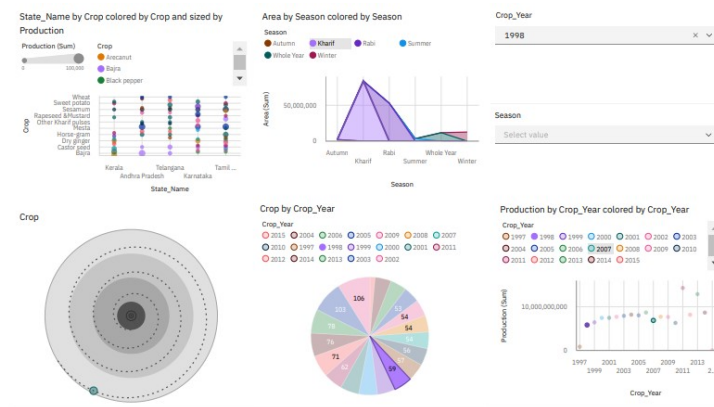 State_Name by Crop colored by Crop and sized by
Production
Production (Sum)
0
100,000
Crop
Arecanut
Bajra
Black pepper
Crop
Wheat
Sweet potato
Sesamum
Rapeseed &Mustard
Other Kharif pulses
Mesta
Horse-gram
Dry ginger
Castor seed
Bajra
Kerala
Telangana
Tamil ...
Andhra Pradesh
Karnataka
State_Name
Area by Season colored by Season
Season
Autumn
Kharif
Rabi
Summer
Whole Year
Winter
Area (Sum)
50,000,000
0
Autumn
Rabi
Whole Year
Kharif
Summer
Winter
Season
Crop_Year
1998
Season
Select value
Crop
Crop by Crop_Year
Crop_Year
2015 2004 2006 2005 2009 2008 2007
2010 1997 1998 1999 2000 2001 2011
2012 2014 2013 2003 2002
106
103
78
76
71
62
54
54
54
56
59
Production by Crop_Year colored by Crop_Year
Crop_Year
1997 1998 1999 2000 2001 2002 2003
2004 2005 2006 2007 2008 2009 2010
2011 2012 2013 2014 2015
Production (Sum)
10,000,000,000
0
1997 2001 2005 2009 2013
1999 2003 2007 2011 2...
Crop_Year